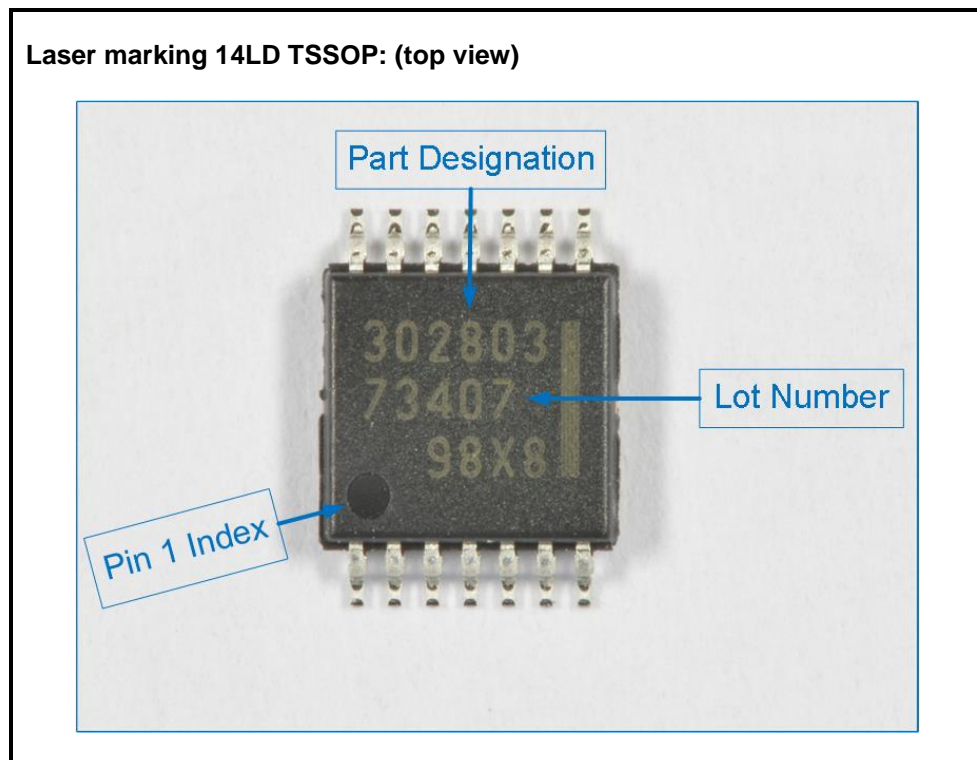 Laser marking 14LD TSSOP: (top view)
Part Designation
302803
73407
Lot Number
98X8
Pin 1 Index